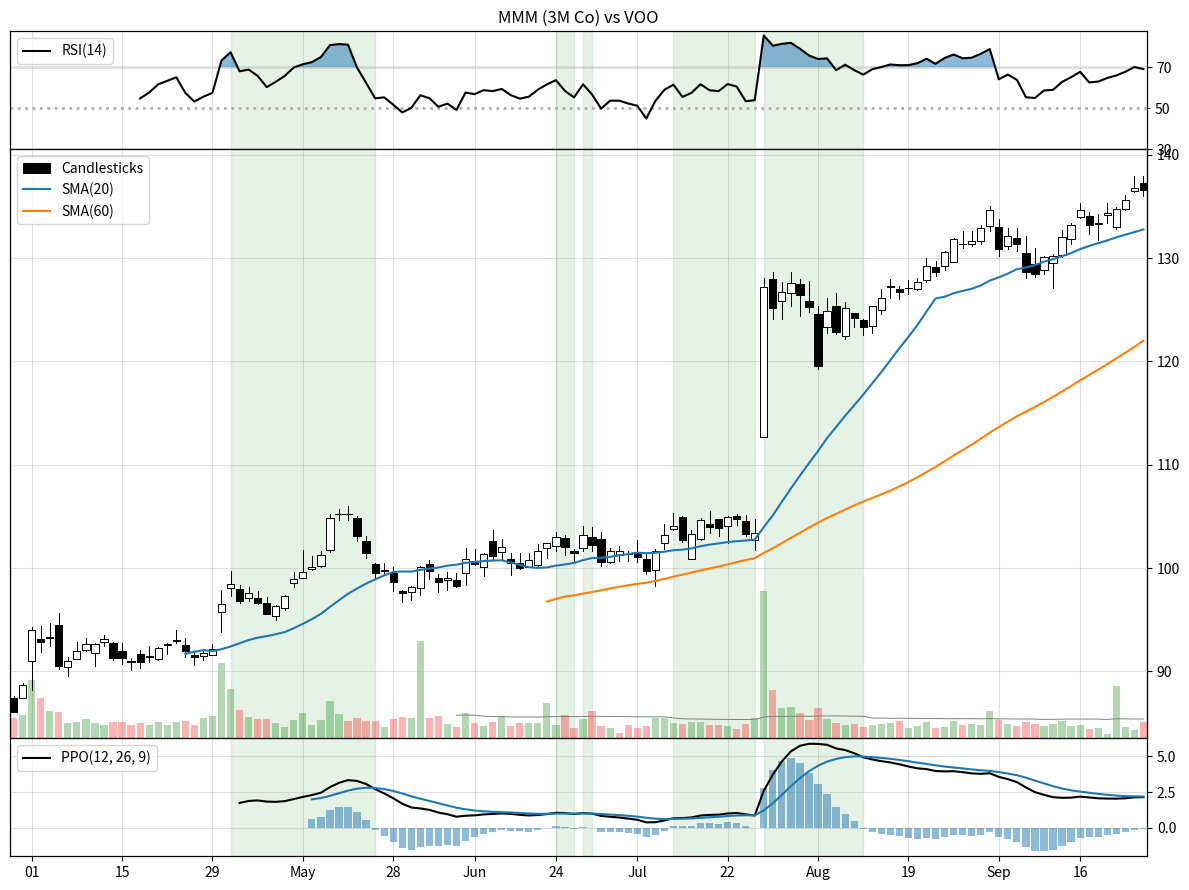 MMM (3M Co) vs VOO
RSI(14)
70
50
30
Candlesticks
SMA(20)
SMA(60)
140
130
120
110
100
90
PPO(12, 26, 9)
5.0
2.5
0.0
01 15 29 May 28 Jun 24 Jul 22 Aug 19 Sep 16